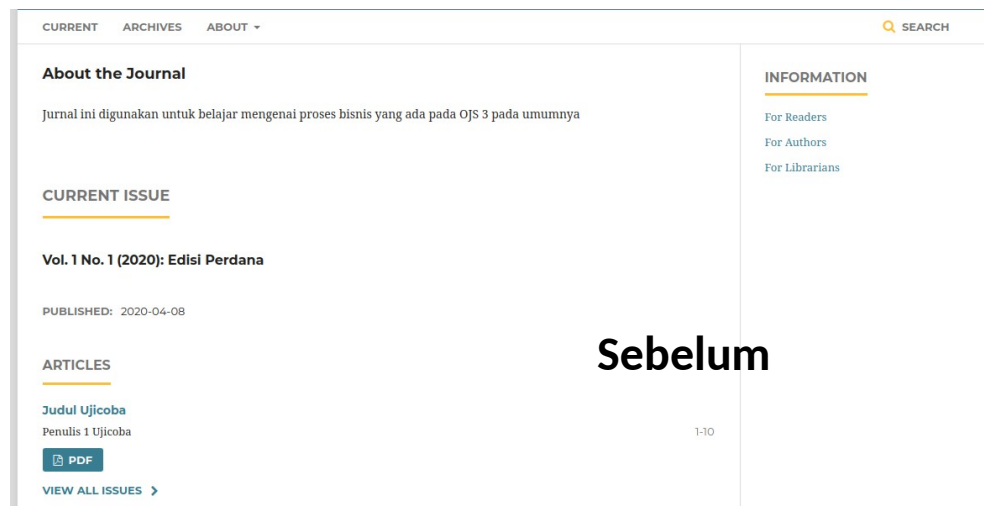 CURRENT ARCHIVES ABOUT SEARCH
About the Journal
Jurnal ini digunakan untuk belajar mengenai proses bisnis yang ada pada OJS 3 pada umumnya
CURRENT ISSUE
Vol. 1 No. 1 (2020): Edisi Perdana
PUBLISHED: 2020-04-08
ARTICLES
Judul Ujicoba
Penulis 1 Ujicoba 1-10
PDF
VIEW ALL ISSUES
Sebelum
INFORMATION
For Readers
For Authors
For Librarians